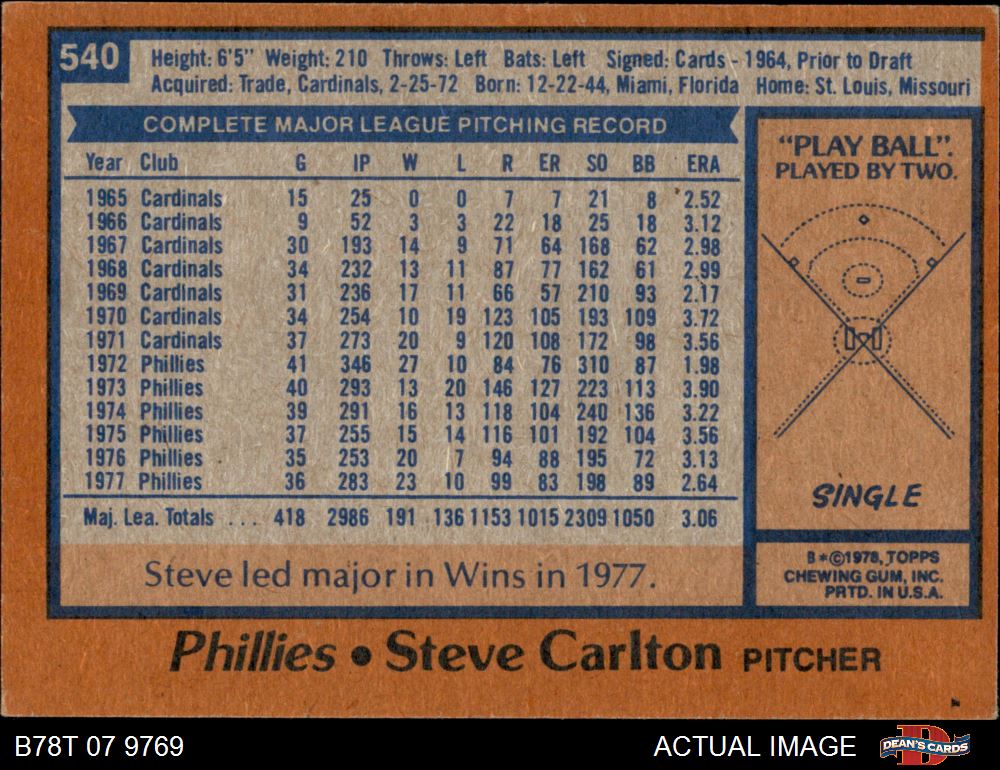 540
Height: 6'5" Weight: 210 Throws: Left Bats: Left Signed: Cards - 1964, Prior to Draft
Acquired: Trade, Cardinals, 2-25-72 Born: 12-22-44, Miami, Florida Home: St. Louis, Missouri
COMPLETE MAJOR LEAGUE PITCHING RECORD
Year Club G IP W L R ER SO BB ERA
1965 Cardinals 15 25 0 0 7 7 21 8 2.52
1966 Cardinals 9 52 3 3 22 18 25 18 3.12
1967 Cardinals 30 193 14 9 71 64 168 62 2.98
1968 Cardinals 34 232 13 11 87 77 162 61 2.99
1969 Cardinals 31 236 17 11 66 57 210 93 2.17
1970 Cardinals 34 254 10 19 123 105 193 109 3.72
1971 Cardinals 37 273 20 9 120 108 172 98 3.56
1972 Phillies 41 346 27 10 84 76 310 87 1.98
1973 Phillies 40 293 13 20 146 127 223 113 3.90
1974 Phillies 39 291 16 13 118 104 240 136 3.22
1975 Phillies 37 255 15 14 116 101 192 104 3.56
1976 Phillies 35 253 20 7 94 88 195 72 3.13
1977 Phillies 36 283 23 10 99 83 198 89 2.64
Maj. Lea. Totals ... 418 2986 191 136 1153 1015 2309 1050 3.06
Steve led major in Wins in 1977.
"PLAY BALL".
PLAYED BY TWO.
SINGLE
B*©1978, TOPPS
CHEWING GUM, INC.
PRTD. IN U.S.A.
Phillies • Steve Carlton PITCHER
B78T 07 9769
ACTUAL IMAGE
DEAN'S CARDS